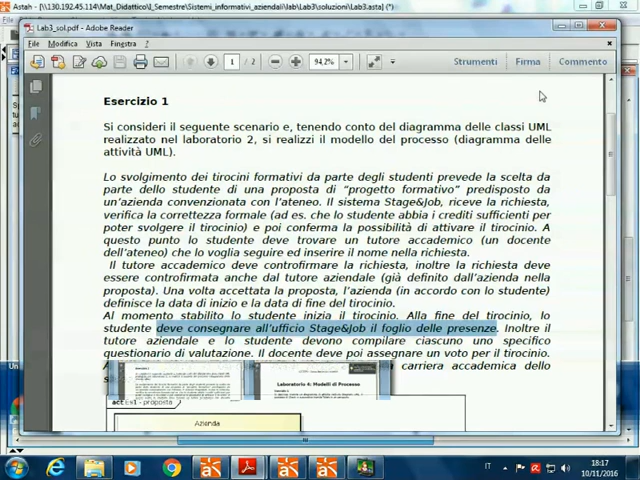 Astah - [\\130.192.45.114\Mat_Didattico\I_Semestre\Sistemi_informativi_aziendali\lab\Lab3\soluzioni\Lab3.asta] (*)
Lab3_sol.pdf - Adobe Reader
File Modifica Vista Finestra ?
1 / 2 94,2% Strumenti Firma Commento
Esercizio 1
Si consideri il seguente scenario e, tenendo conto del diagramma delle classi UML
realizzato nel laboratorio 2, si realizzi il modello del processo (diagramma delle
attività UML).
Lo svolgimento dei tirocini formativi da parte degli studenti prevede la scelta da
parte dello studente di una proposta di “progetto formativo” predisposto da
un’azienda convenzionata con l’ateneo. Il sistema Stage&Job, riceve la richiesta,
verifica la correttezza formale (ad es. che lo studente abbia i crediti sufficienti per
poter svolgere il tirocinio) e poi conferma la possibilità di attivare il tirocinio. A
questo punto lo studente deve trovare un tutore accademico (un docente
dell’ateneo) che lo voglia seguire ed inserire il nome nella richiesta.
Il tutore accademico deve controfirmare la richiesta, inoltre la richiesta deve
essere controfirmata anche dal tutore aziendale (già definito dall’azienda nella
proposta). Una volta accettata la proposta, l’azienda (in accordo con lo studente)
definisce la data di inizio e la data di fine del tirocinio.
Al momento stabilito lo studente inizia il tirocinio. Alla fine del tirocinio, lo
studente deve consegnare all’ufficio Stage&Job il foglio delle presenze. Inoltre il
tutore aziendale e lo studente devono compilare ciascuno uno specifico
questionario di valutazione. Il docente deve poi assegnare un voto per il tirocinio.
carriera accademica dello
Laboratorio 4: Modelli di Processo
act Es1 - proposta
Azienda
IT 18:17
10/11/2016